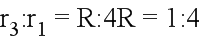 r₃:r₁ = R:4R = 1:4